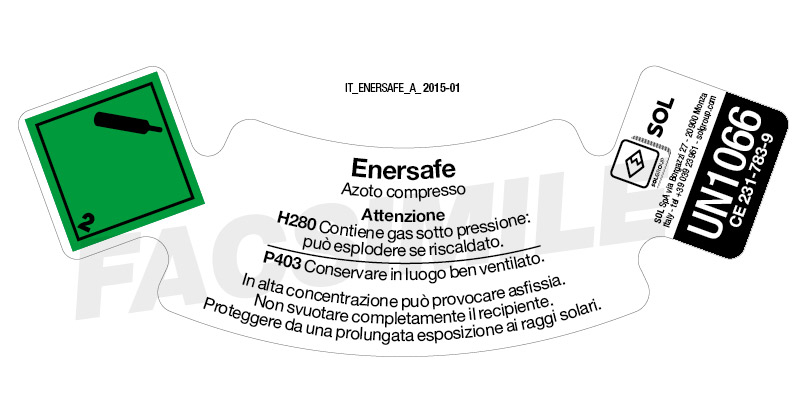 IT_ENERSAFE_A_ 2015-01
Enersafe
Azoto compresso
Attenzione
H280 Contiene gas sotto pressione:
può esplodere se riscaldato.
P403 Conservare in luogo ben ventilato.
In alta concentrazione può provocare asfissia.
Non svuotare completamente il recipiente.
Proteggere da una prolungata esposizione ai raggi solari.
2
SOL
SOLGROUP
SOL SpA via Borgazzi 27 - 20900 Monza
Italy - tel +39 039 23961 - solgroup.com
UN1066
CE 231-783-9
FACSIMILE